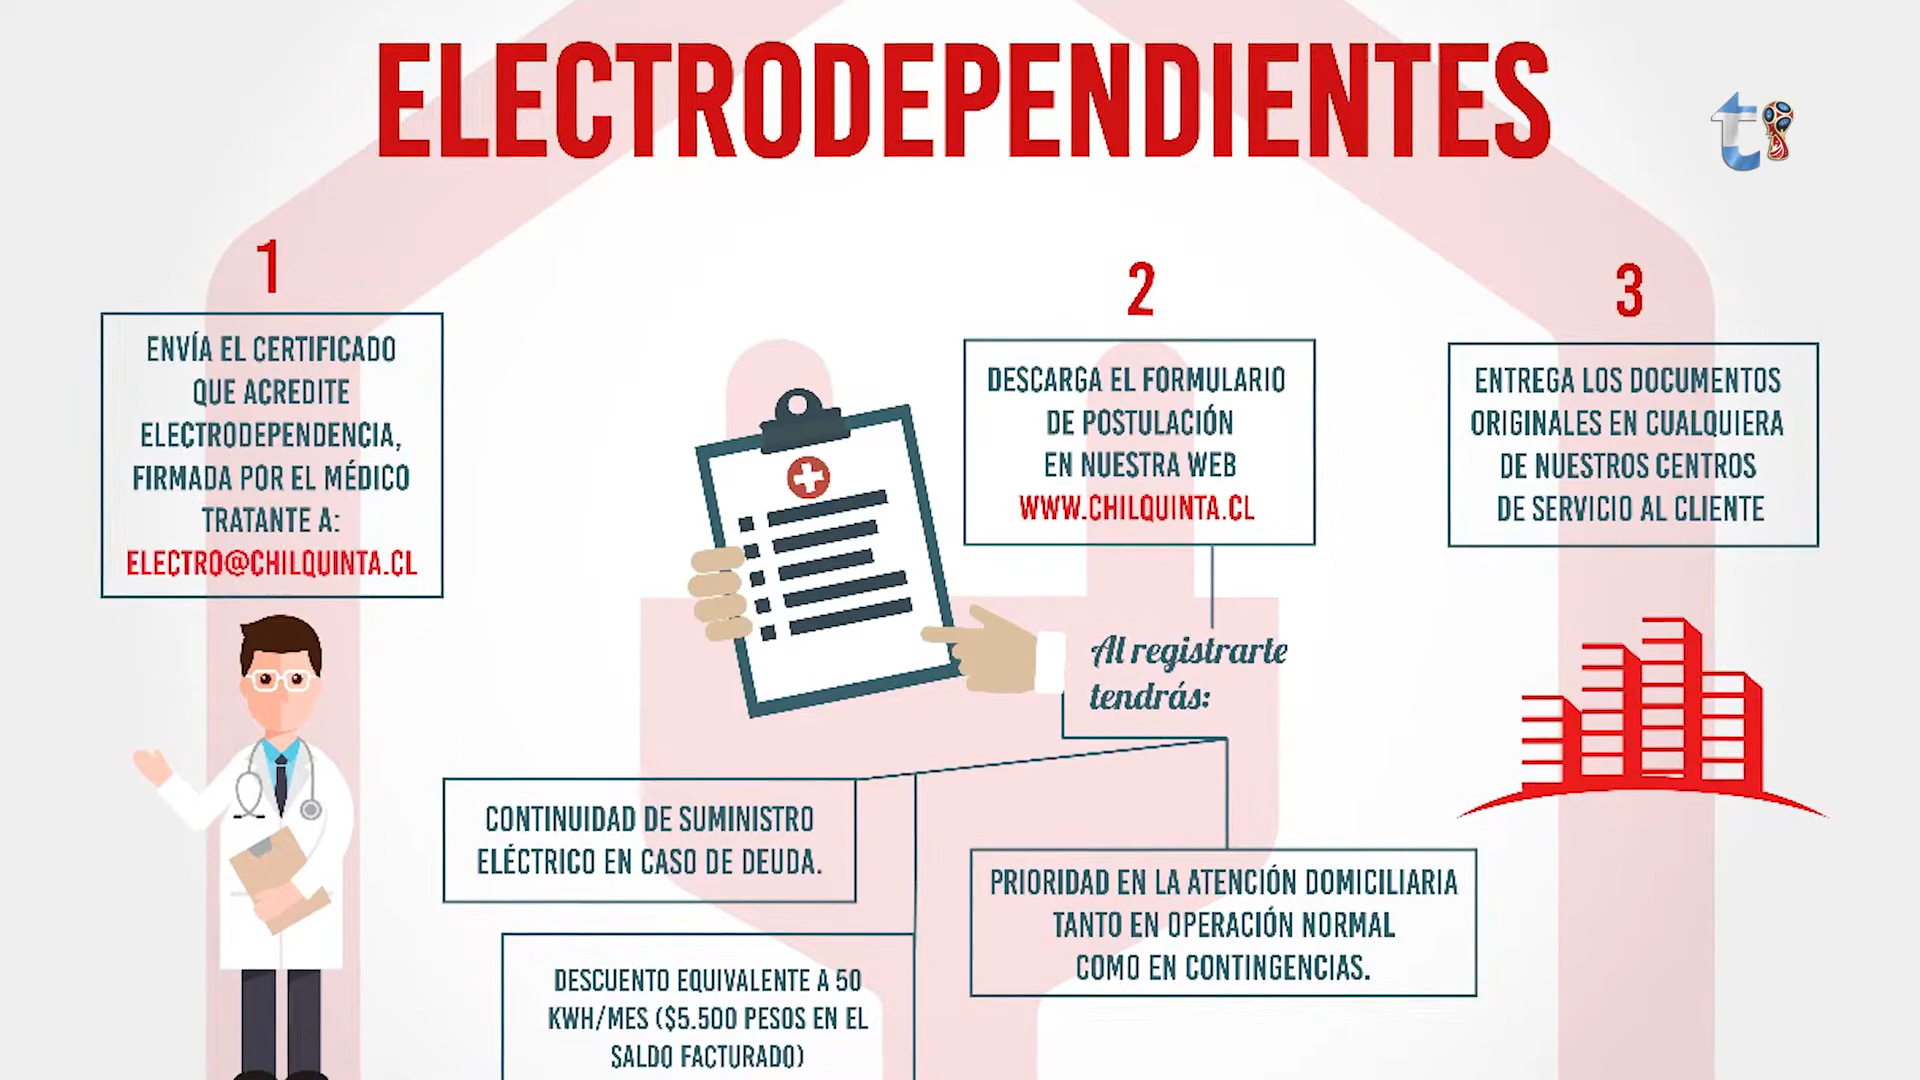 ELECTRODEPENDIENTES
1
ENVÍA EL CERTIFICADO
QUE ACREDITE
ELECTRODEPENDENCIA,
FIRMADA POR EL MÉDICO
TRATANTE A:
ELECTRO@CHILQUINTA.CL
2
DESCARGA EL FORMULARIO
DE POSTULACIÓN
EN NUESTRA WEB
WWW.CHILQUINTA.CL
3
ENTREGA LOS DOCUMENTOS
ORIGINALES EN CUALQUIERA
DE NUESTROS CENTROS
DE SERVICIO AL CLIENTE
Al registrarte
tendrás:
CONTINUIDAD DE SUMINISTRO
ELÉCTRICO EN CASO DE DEUDA.
DESCUENTO EQUIVALENTE A 50
KWH/MES ($5.500 PESOS EN EL
SALDO FACTURADO)
PRIORIDAD EN LA ATENCIÓN DOMICILIARIA
TANTO EN OPERACIÓN NORMAL
COMO EN CONTINGENCIAS.
t